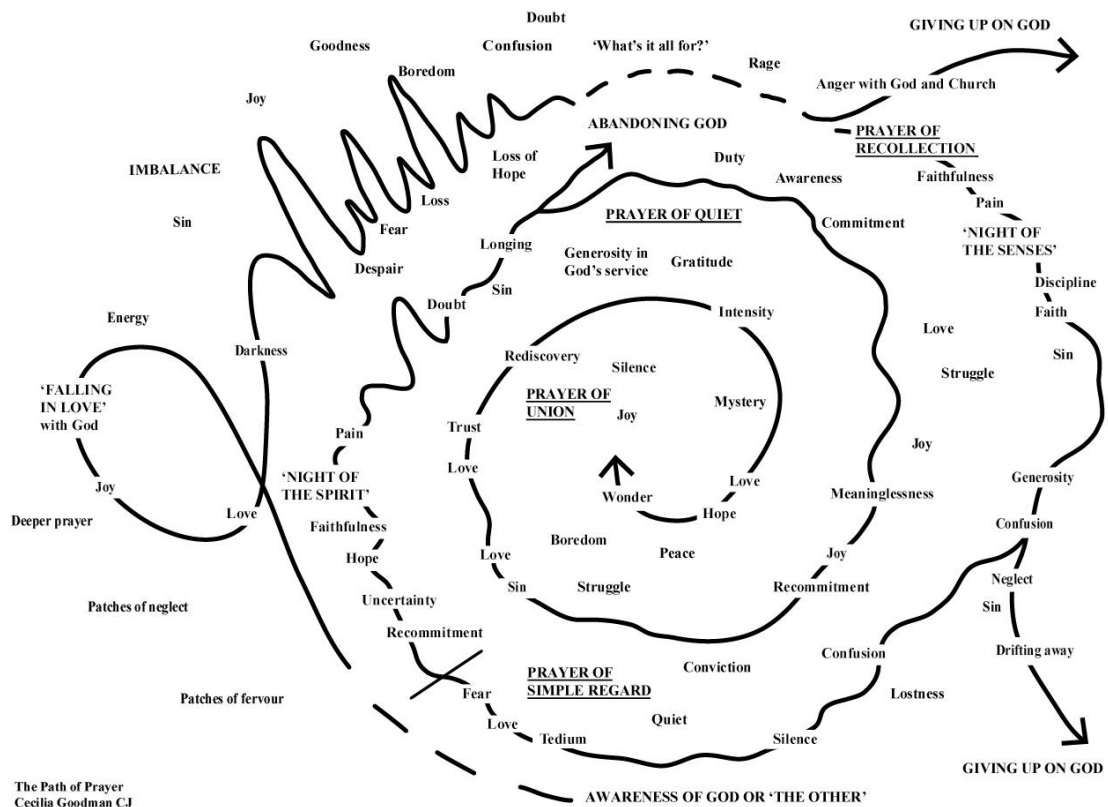 Doubt
GIVING UP ON GOD
Goodness
Confusion
‘What's it all for?’
Boredom
Rage
Anger with God and Church
Joy
ABANDONING GOD
PRAYER OF
RECOLLECTION
IMBALANCE
Loss of
Hope
Duty
Awareness
Faithfulness
Loss
Pain
Sin
PRAYER OF QUIET
Commitment
Fear
Longing
‘NIGHT OF
THE SENSES’
Generosity in
God's service
Gratitude
Despair
Sin
Discipline
Doubt
Faith
Energy
Intensity
Love
Darkness
Rediscovery
Sin
Silence
Struggle
‘FALLING
IN LOVE’
with God
PRAYER OF
UNION
Joy
Mystery
Pain
Trust
Joy
‘NIGHT OF
THE SPIRIT’
Love
Love
Generosity
Joy
Wonder
Meaninglessness
Deeper prayer
Love
Hope
Faithfulness
Confusion
Boredom
Peace
Joy
Hope
Love
Neglect
Sin
Struggle
Recommitment
Uncertainty
Sin
Patches of neglect
Recommitment
Confusion
Drifting away
PRAYER OF
SIMPLE REGARD
Conviction
Fear
Lostness
Patches of fervour
Love
Quiet
Tedium
Silence
GIVING UP ON GOD
The Path of Prayer
Cecilia Goodman CJ
AWARENESS OF GOD OR ‘THE OTHER’